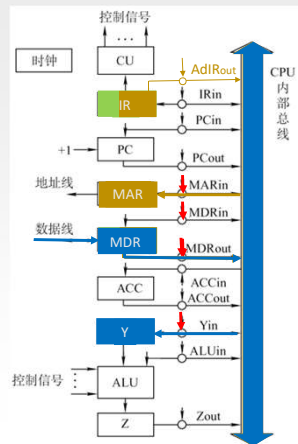 控制信号
CU
时钟
AdIRout
CPU
内
部
总
线
IR
IRin
PCin
+1
PC
PCout
地址线
MAR
MARin
MDRin
数据线
MDR
MDRout
ACCin
ACC
ACCout
Y
Yin
ALUin
控制信号
ALU
Z
Zout